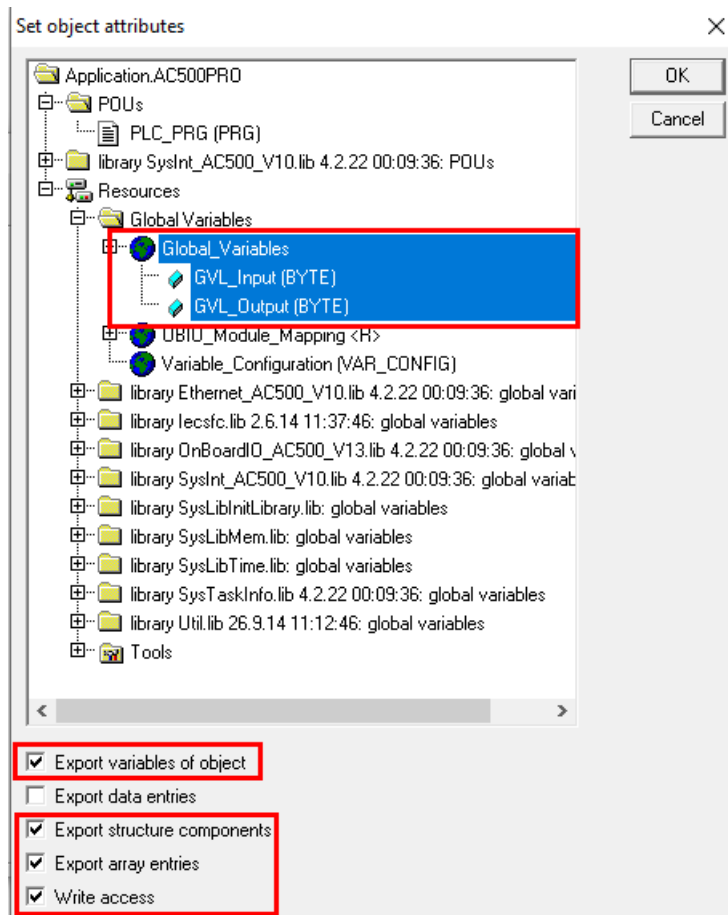 Set object attributes
Application.AC500PRO
OK
POUs
Cancel
PLC_PRG (PRG)
library SysInt_AC500_V10.lib 4.2.22 00:09:36: POUs
Resources
Global Variables
Global_Variables
GVL_Input (BYTE)
GVL_Output (BYTE)
OBIO_Module_Mapping <R>
Variable_Configuration (VAR_CONFIG)
library Ethernet_AC500_V10.lib 4.2.22 00:09:36: global vari
library Iecsfc.lib 2.6.14 11:37:46: global variables
library OnBoardIO_AC500_V13.lib 4.2.22 00:09:36: global v
library SysInt_AC500_V10.lib 4.2.22 00:09:36: global variab
library SysLibInitLibrary.lib: global variables
library SysLibMem.lib: global variables
library SysLibTime.lib: global variables
library SysTaskInfo.lib 4.2.22 00:09:36: global variables
library Util.lib 26.9.14 11:12:46: global variables
Tools
Export variables of object
Export data entries
Export structure components
Export array entries
Write access